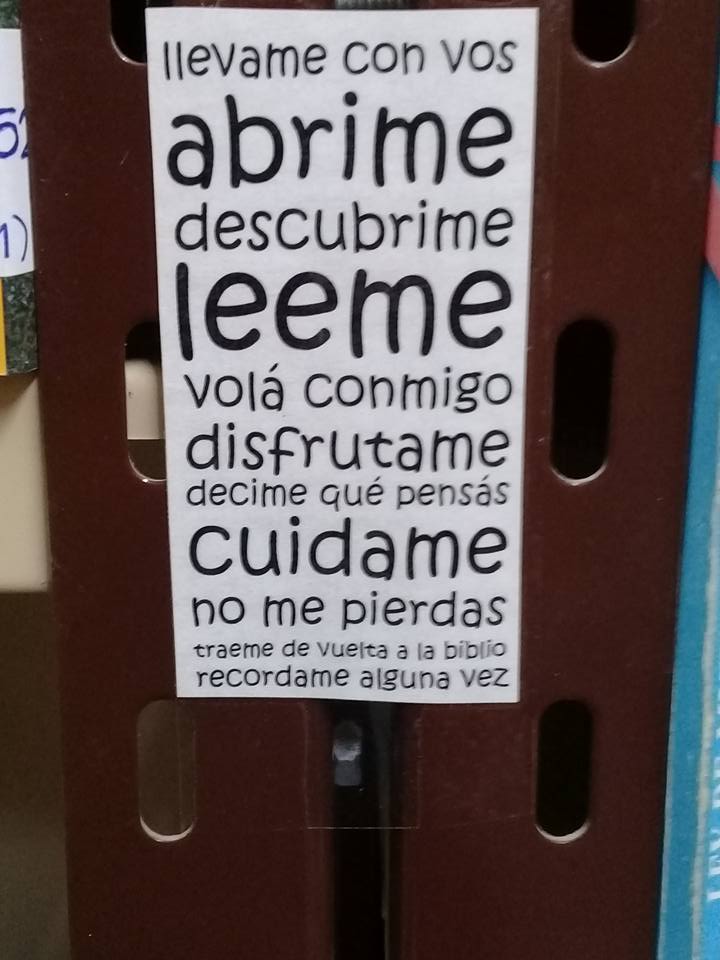 llevame con vos
abrime
descubrime
leeme
volá conmigo
disfrutame
decime qué pensás
cuidame
no me pierdas
traeme de vuelta a la biblio
recordame alguna vez